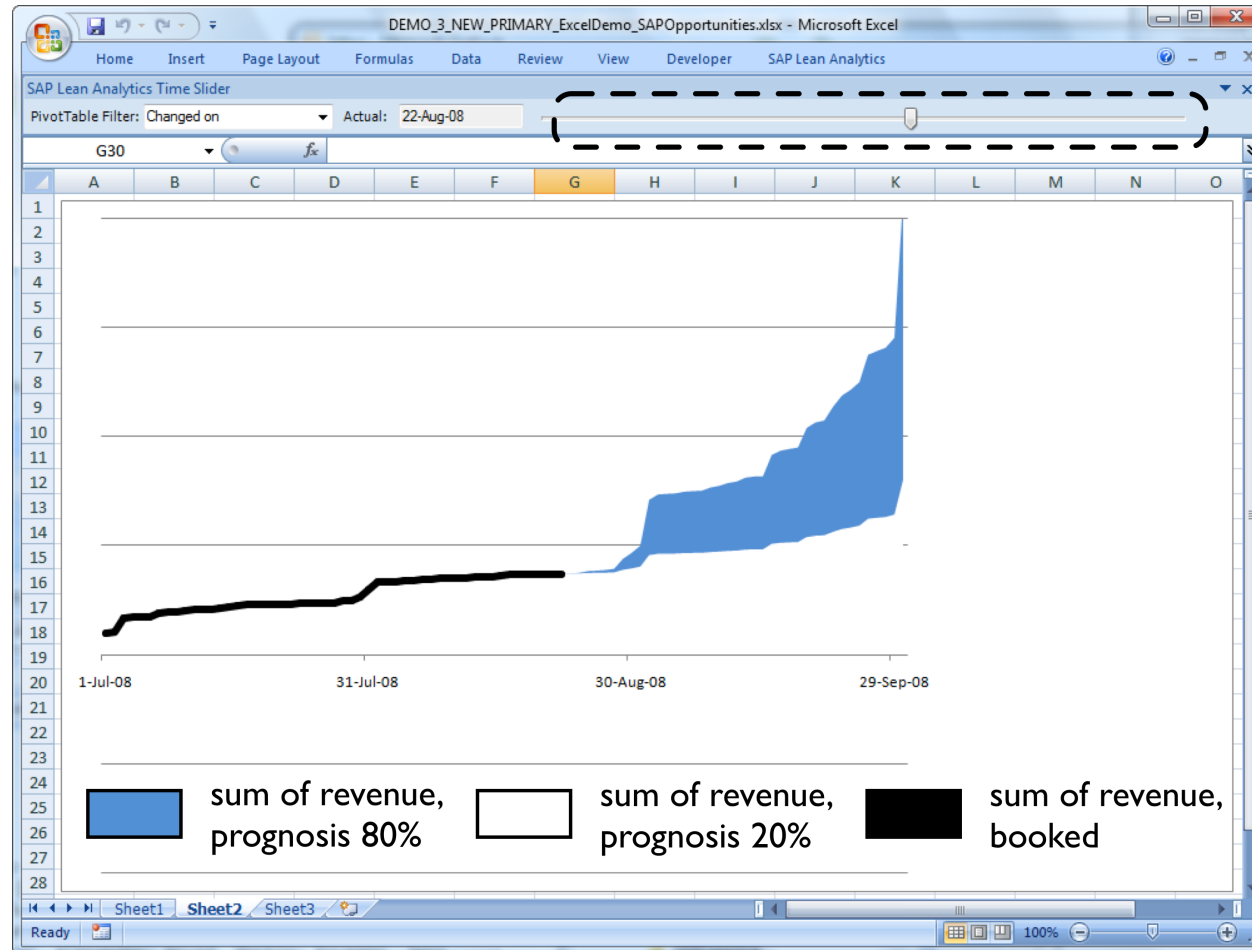 DEMO_3_NEW_PRIMARY_ExcelDemo_SAPOpportunities.xlsx - Microsoft Excel
Home Insert Page Layout Formulas Data Review View Developer SAP Lean Analytics
SAP Lean Analytics Time Slider
PivotTable Filter: Changed on Actual: 22-Aug-08
G30 fx
A B C D E F G H I J K L M N O
1
2
3
4
5
6
7
8
9
10
11
12
13
14
15
16
17
18
19
20 1-Jul-08 31-Jul-08 30-Aug-08 29-Sep-08
21
22
23
24
25
26
27
28
sum of revenue, sum of revenue, sum of revenue,
prognosis 80% prognosis 20% booked
Sheet1 Sheet2 Sheet3
Ready 100%